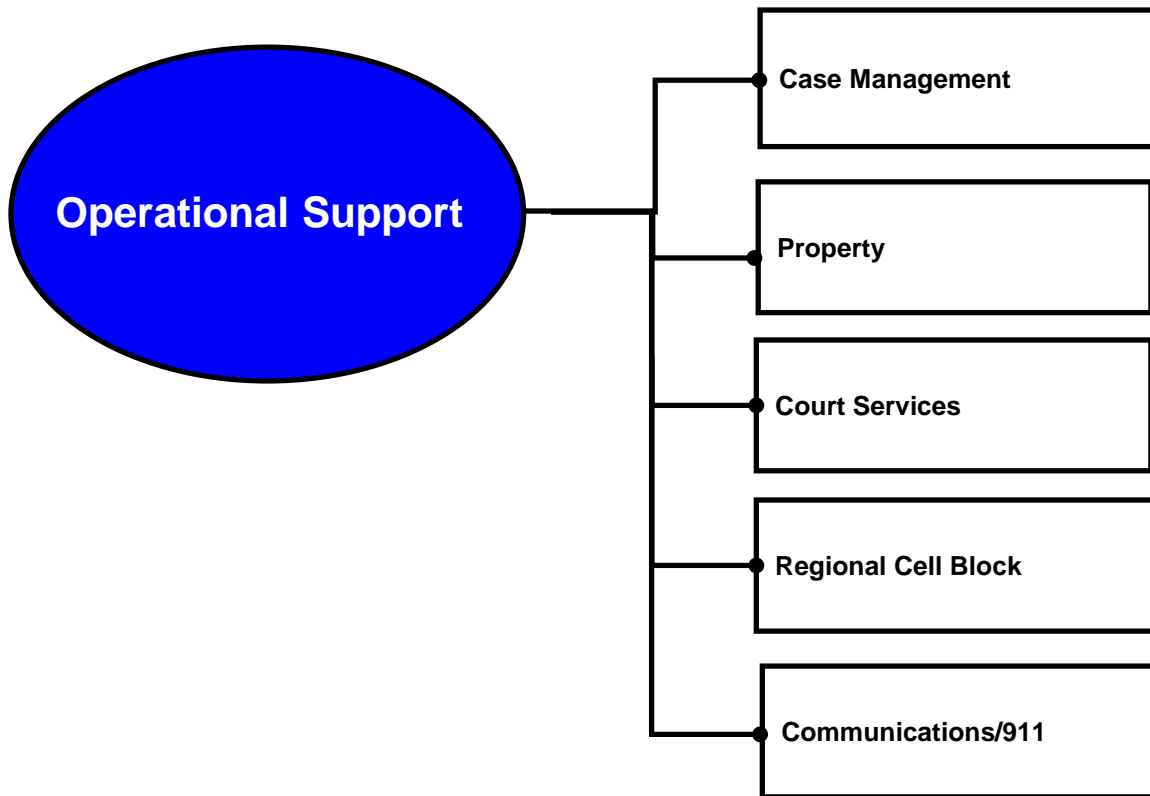 Operational Support
Case Management
Property
Court Services
Regional Cell Block
Communications/911